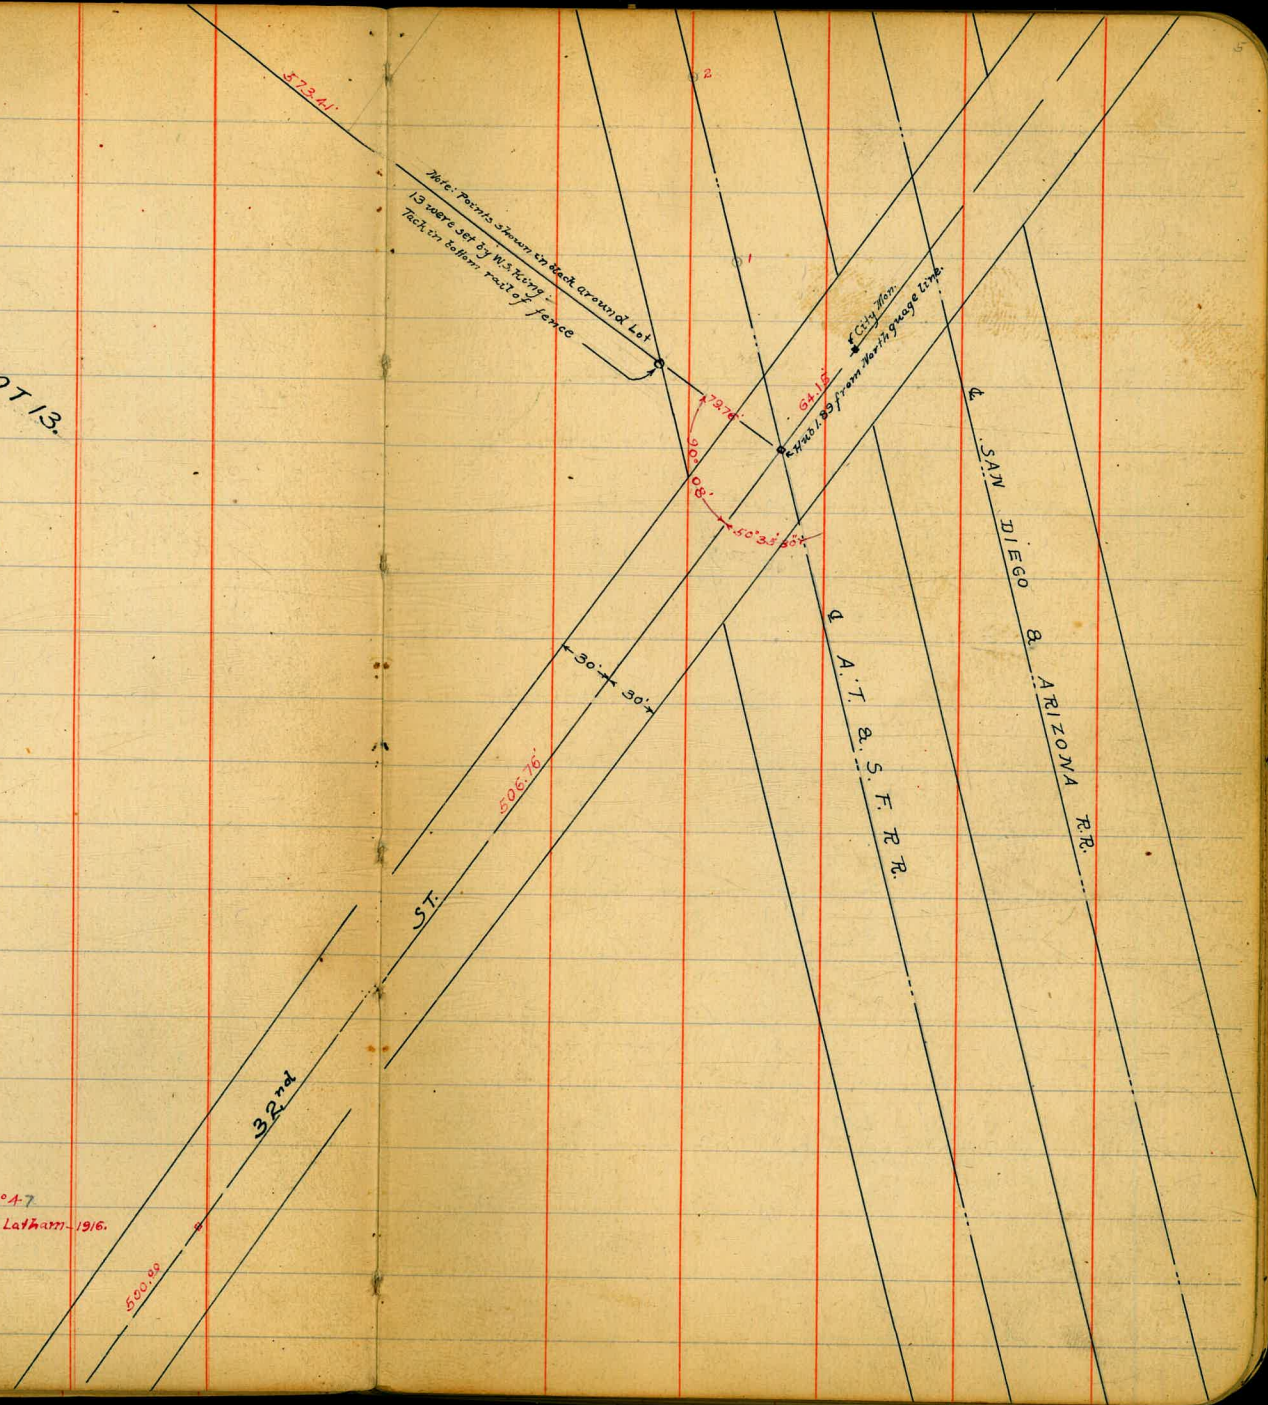 5
573.41'
2
Note: Points shown in black around Lot
13 were set by W.S. King:-
Tack in bottom rail of fence
1
City Mon.
Hub 1.89 from North guage line.
64.15'
72.76'
90° 08'
50° 35' 30"
OT 13.
℄ SAN DIEGO & ARIZONA R.R.
℄ A. T. & S. F. R R.
30' 30'
506.76'
32nd ST.
°47
Latham-1916.
500.99